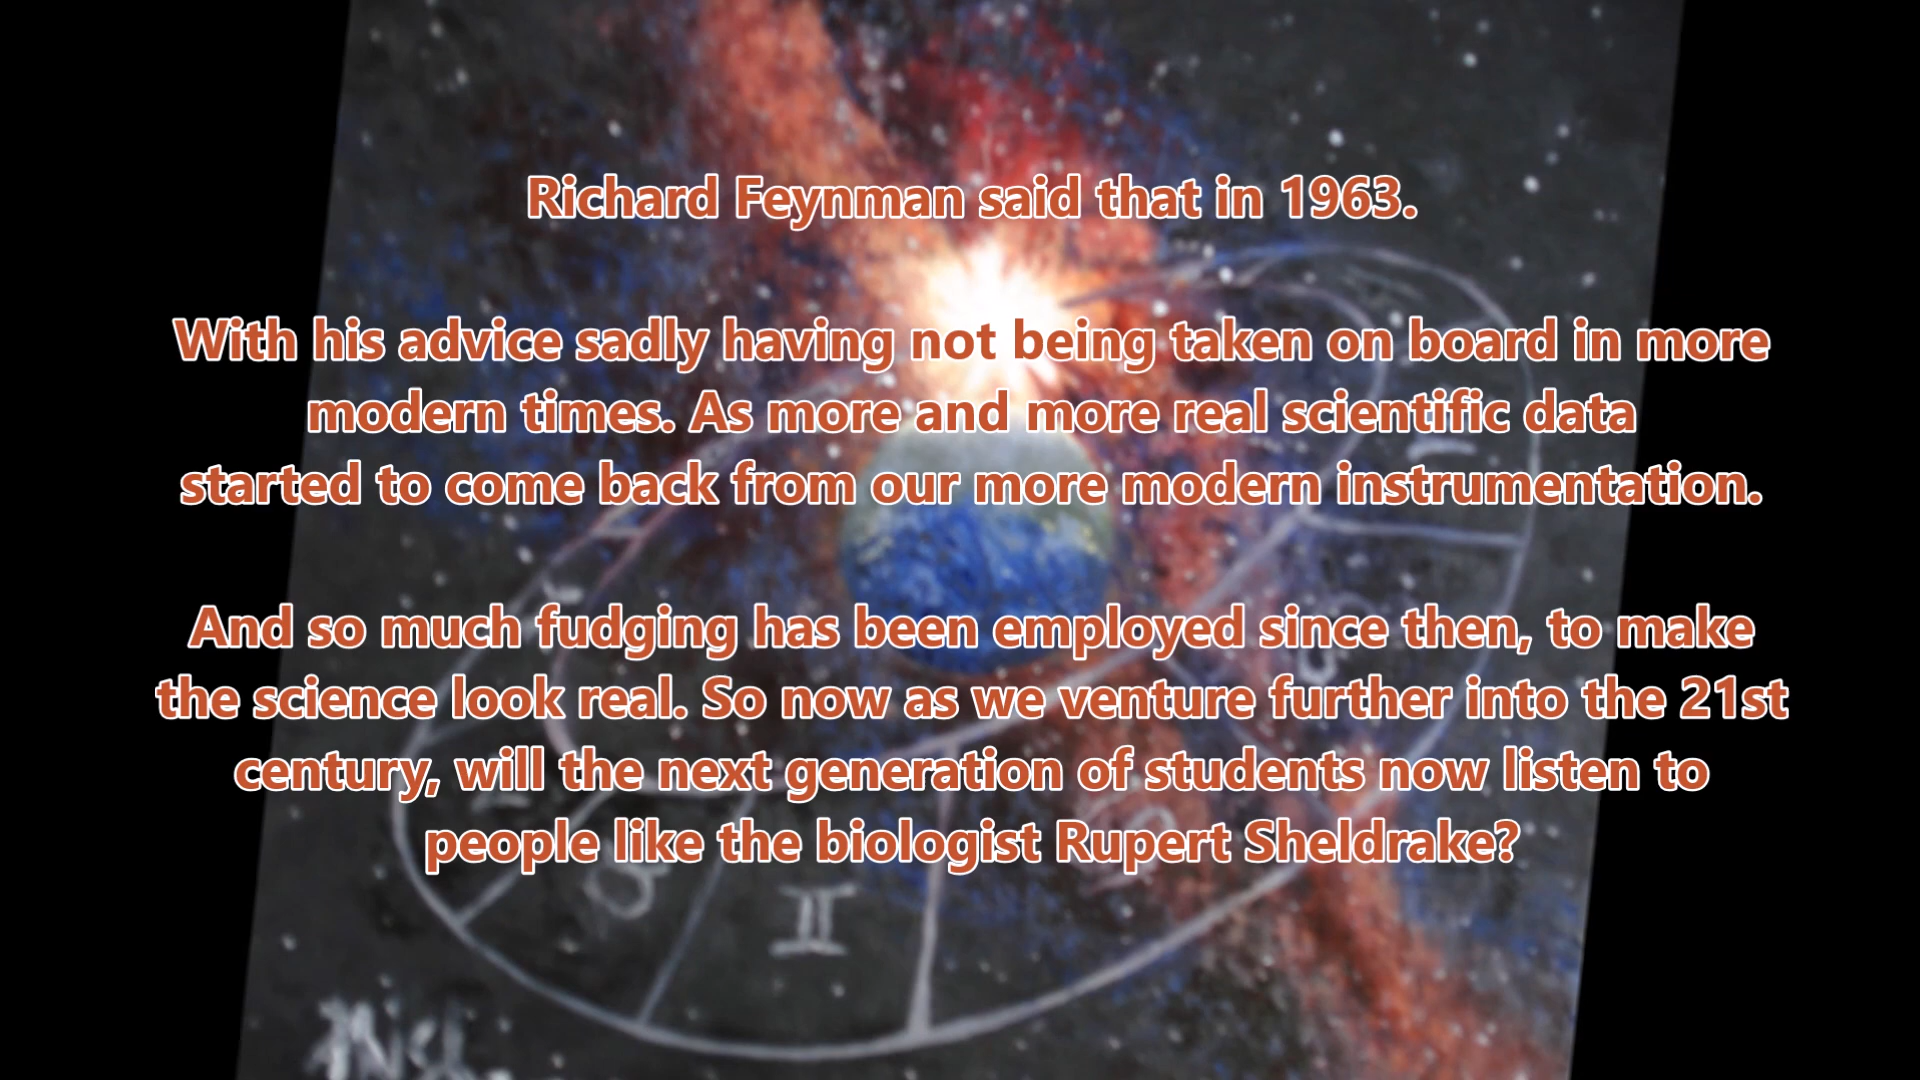 Richard Feynman said that in 1963.
With his advice sadly having not being taken on board in more
modern times. As more and more real scientific data
started to come back from our more modern instrumentation.
And so much fudging has been employed since then, to make
the science look real. So now as we venture further into the 21st
century, will the next generation of students now listen to
people like the biologist Rupert Sheldrake?
♊